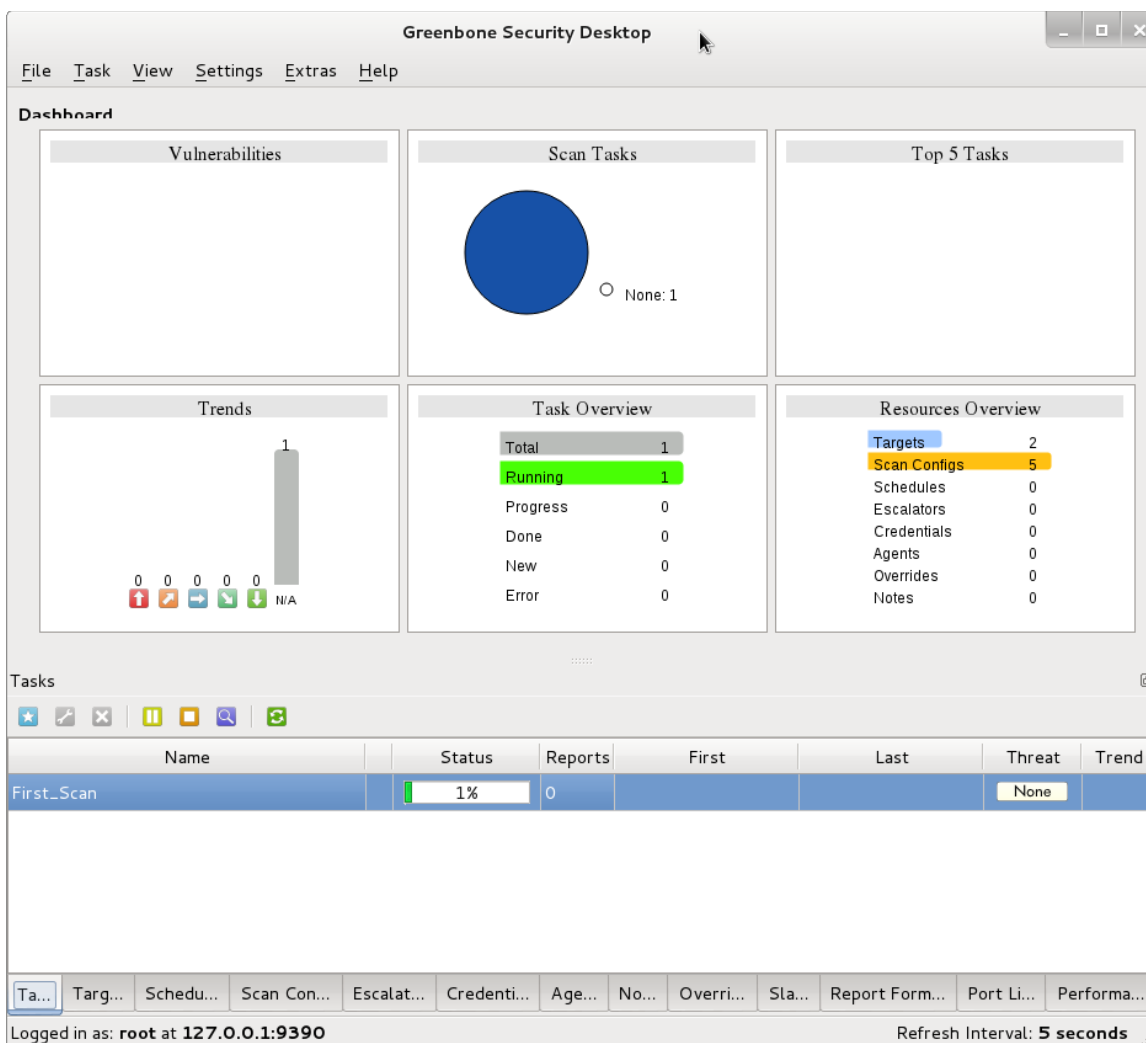 Greenbone Security Desktop
File Task View Settings Extras Help
Dashboard
Vulnerabilities
Scan Tasks
None: 1
Top 5 Tasks
Trends
1
0 0 0 0 0
N/A
Task Overview
Total 1
Running 1
Progress 0
Done 0
New 0
Error 0
Resources Overview
Targets 2
Scan Configs 5
Schedules 0
Escalators 0
Credentials 0
Agents 0
Overrides 0
Notes 0
Tasks
Name Status Reports First Last Threat Trend
First_Scan 1% 0 None
Ta... Targ... Schedu... Scan Con... Escalat... Credenti... Age... No... Overri... Sla... Report Form... Port Li... Performa...
Logged in as: root at 127.0.0.1:9390 Refresh Interval: 5 seconds